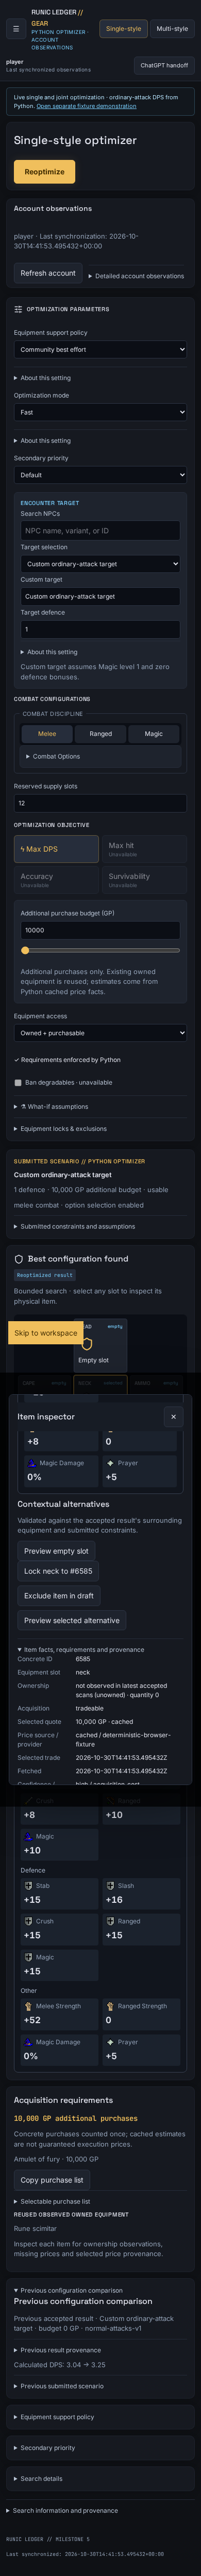 ☰
RUNIC LEDGER //
GEAR
PYTHON OPTIMIZER ·
ACCOUNT
OBSERVATIONS
Single-style
Multi-style
player
Last synchronized observations
ChatGPT handoff
Live single and joint optimization · ordinary-attack DPS from
Python. Open separate fixture demonstration
Single-style optimizer
Reoptimize
Account observations
player · Last synchronization: 2026-10-
30T14:41:53.495432+00:00
Refresh account
▸ Detailed account observations
OPTIMIZATION PARAMETERS
Equipment support policy
Community best effort
▸ About this setting
Optimization mode
Fast
▸ About this setting
Secondary priority
Default
ENCOUNTER TARGET
Search NPCs
NPC name, variant, or ID
Target selection
Custom ordinary-attack target
Custom target
Custom ordinary-attack target
Target defence
1
▸ About this setting
Custom target assumes Magic level 1 and zero
defence bonuses.
COMBAT CONFIGURATIONS
COMBAT DISCIPLINE
Melee
Ranged
Magic
▸ Combat Options
Reserved supply slots
12
OPTIMIZATION OBJECTIVE
ϟ Max DPS
Max hit
Unavailable
Accuracy
Unavailable
Survivability
Unavailable
Additional purchase budget (GP)
10000
Additional purchases only. Existing owned
equipment is reused; estimates come from
Python cached price facts.
Equipment access
Owned + purchasable
✓ Requirements enforced by Python
Ban degradables · unavailable
▸ ⚗ What-if assumptions
▸ Equipment locks & exclusions
SUBMITTED SCENARIO // PYTHON OPTIMIZER
Custom ordinary-attack target
1 defence · 10,000 GP additional budget · usable
melee combat · option selection enabled
▸ Submitted constraints and assumptions
Best configuration found
Reoptimized result
Bounded search · select any slot to inspect its
physical item.
Skip to workspace
empty
Empty slot
Item inspector
✕
+8
0
Magic Damage
0%
Prayer
+5
Contextual alternatives
Validated against the accepted result's surrounding
equipment and submitted constraints.
Preview empty slot
Lock neck to #6585
Exclude item in draft
Preview selected alternative
▾ Item facts, requirements and provenance
Concrete ID 6585
Equipment slot neck
Ownership not observed in latest accepted
scans (unowned) · quantity 0
Acquisition tradeable
Selected quote 10,000 GP · cached
Price source / cached / deterministic-browser-
provider fixture
Selected trade 2026-10-30T14:41:53.495432Z
Fetched 2026-10-30T14:41:53.495432Z
+8
+10
Magic
+10
Defence
Stab
+15
Slash
+16
Crush
+15
Ranged
+15
Magic
+15
Other
Melee Strength
+52
Ranged Strength
0
Magic Damage
0%
Prayer
+5
Acquisition requirements
10,000 GP additional purchases
Concrete purchases counted once; cached estimates
are not guaranteed execution prices.
Amulet of fury · 10,000 GP
Copy purchase list
▸ Selectable purchase list
REUSED OBSERVED OWNED EQUIPMENT
Rune scimitar
Inspect each item for ownership observations,
missing prices and selected price provenance.
▾ Previous configuration comparison
Previous configuration comparison
Previous accepted result · Custom ordinary-attack
target · budget 0 GP · normal-attacks-v1
▸ Previous result provenance
Calculated DPS: 3.04 → 3.25
▸ Previous submitted scenario
▸ Equipment support policy
▸ Secondary priority
▸ Search details
▸ Search information and provenance
RUNIC LEDGER // MILESTONE 5
Last synchronized: 2026-10-30T14:41:53.495432+00:00